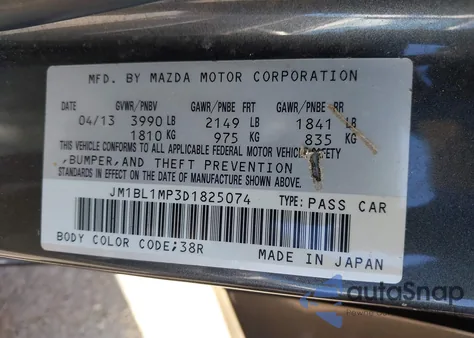 MFD. BY MAZDA MOTOR CORPORATION
DATE GVWR/PNBV GAWR/PNBE FRT GAWR/PNBE RR
04/13 3990 LB 2149 LB 1841 LB
1810 KG 975 KG 835 KG
THIS VEHICLE CONFORMS TO ALL APPLICABLE FEDERAL MOTOR VEHICLE SAFETY
,BUMPER,AND THEFT PREVENTION
STANDARDS IN EFFECT ON THE DATE OF MANUFACTURE SHOWN ABOVE.
JM1BL1MP3D1825074 TYPE: PASS CAR
BODY COLOR CODE;38R
MADE IN JAPAN
autoSnap